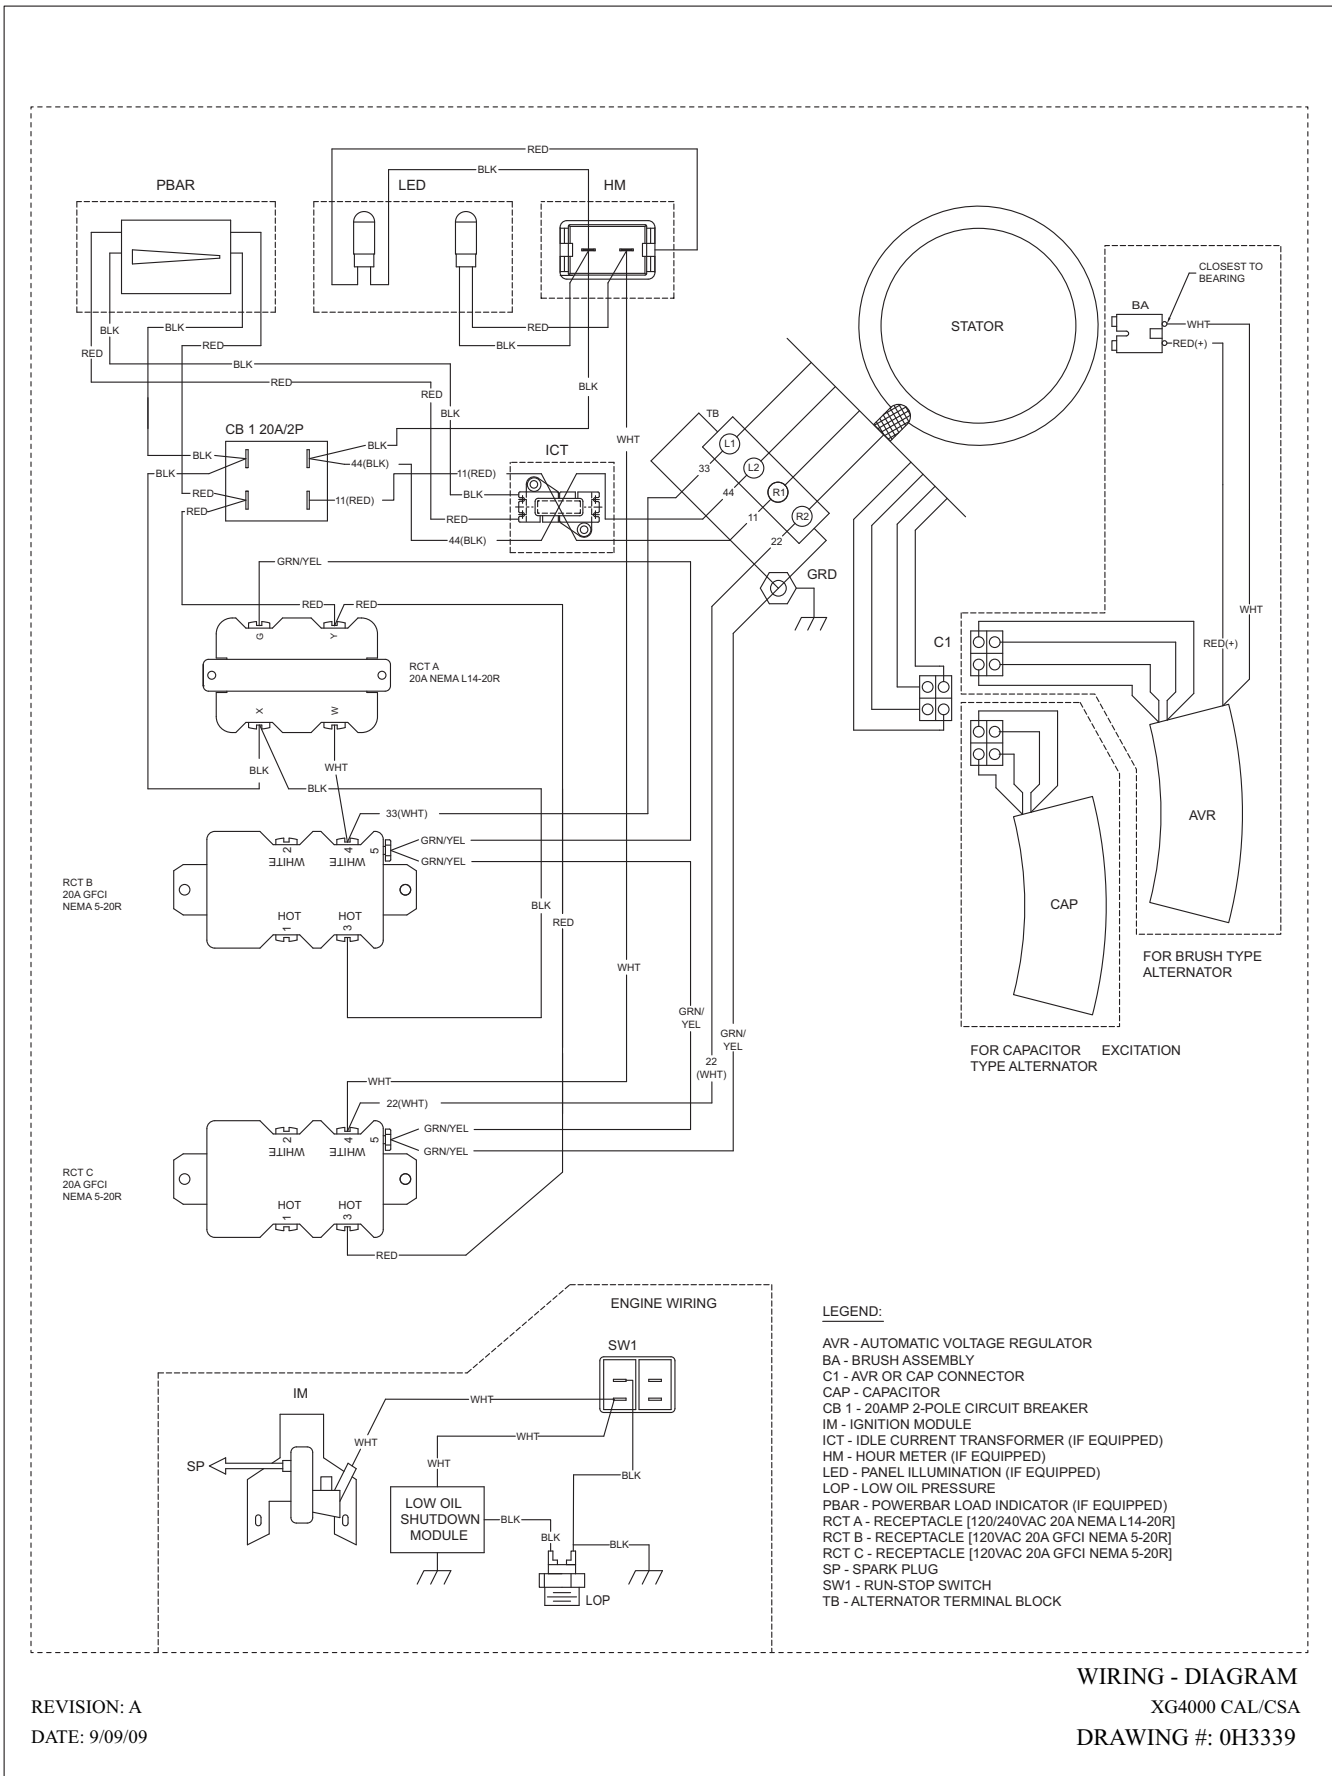 RED
BLK
PBAR
LED
HM
BLK
BLK
RED
RED
RED
BLK
BLK
RED
BLK
RED
BLK
BLK
WHT
CB 1 20A/2P
BLK
BLK
BLK
44(BLK)
RED
RED
11(RED)
11(RED)
ICT
BLK
RED
44(BLK)
TB
L1
L2
R1
R2
33
44
11
22
GRD
STATOR
CLOSEST TO
BEARING
BA
WHT
RED(+)
WHT
RED(+)
C1
GRN/YEL
RED
RED
G
Y
RCT A
20A NEMA L14-20R
X
W
BLK
WHT
BLK
33(WHT)
GRN/YEL
GRN/YEL
2
WHITE
4
WHITE
5
RCT B
20A GFCI
NEMA 5-20R
HOT
1
HOT
3
BLK
RED
WHT
GRN/
YEL
GRN/
YEL
22
(WHT)
AVR
CAP
FOR BRUSH TYPE
ALTERNATOR
FOR CAPACITOR EXCITATION
TYPE ALTERNATOR
WHT
22(WHT)
GRN/YEL
GRN/YEL
2
WHITE
4
WHITE
5
RCT C
20A GFCI
NEMA 5-20R
HOT
1
HOT
3
RED
ENGINE WIRING
SW1
IM
WHT
WHT
WHT
WHT
SP
BLK
LOW OIL
SHUTDOWN
MODULE
BLK
BLK
BLK
LOP
LEGEND:
AVR - AUTOMATIC VOLTAGE REGULATOR
BA - BRUSH ASSEMBLY
C1 - AVR OR CAP CONNECTOR
CAP - CAPACITOR
CB 1 - 20AMP 2-POLE CIRCUIT BREAKER
IM - IGNITION MODULE
ICT - IDLE CURRENT TRANSFORMER (IF EQUIPPED)
HM - HOUR METER (IF EQUIPPED)
LED - PANEL ILLUMINATION (IF EQUIPPED)
LOP - LOW OIL PRESSURE
PBAR - POWERBAR LOAD INDICATOR (IF EQUIPPED)
RCT A - RECEPTACLE [120/240VAC 20A NEMA L14-20R]
RCT B - RECEPTACLE [120VAC 20A GFCI NEMA 5-20R]
RCT C - RECEPTACLE [120VAC 20A GFCI NEMA 5-20R]
SP - SPARK PLUG
SW1 - RUN-STOP SWITCH
TB - ALTERNATOR TERMINAL BLOCK
WIRING - DIAGRAM
REVISION: A
XG4000 CAL/CSA
DATE: 9/09/09
DRAWING #: 0H3339